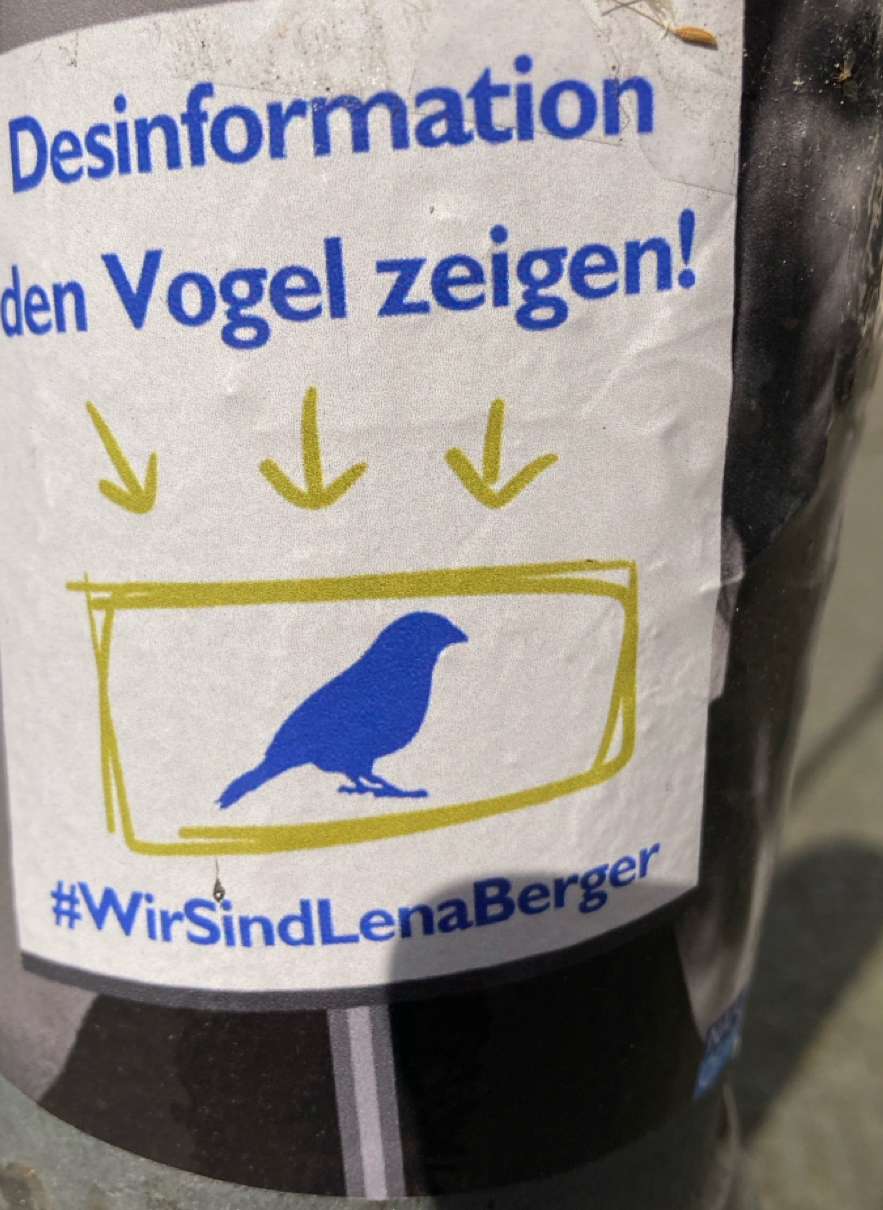 Desinformation
den Vogel zeigen!
#WirSindLenaBerger